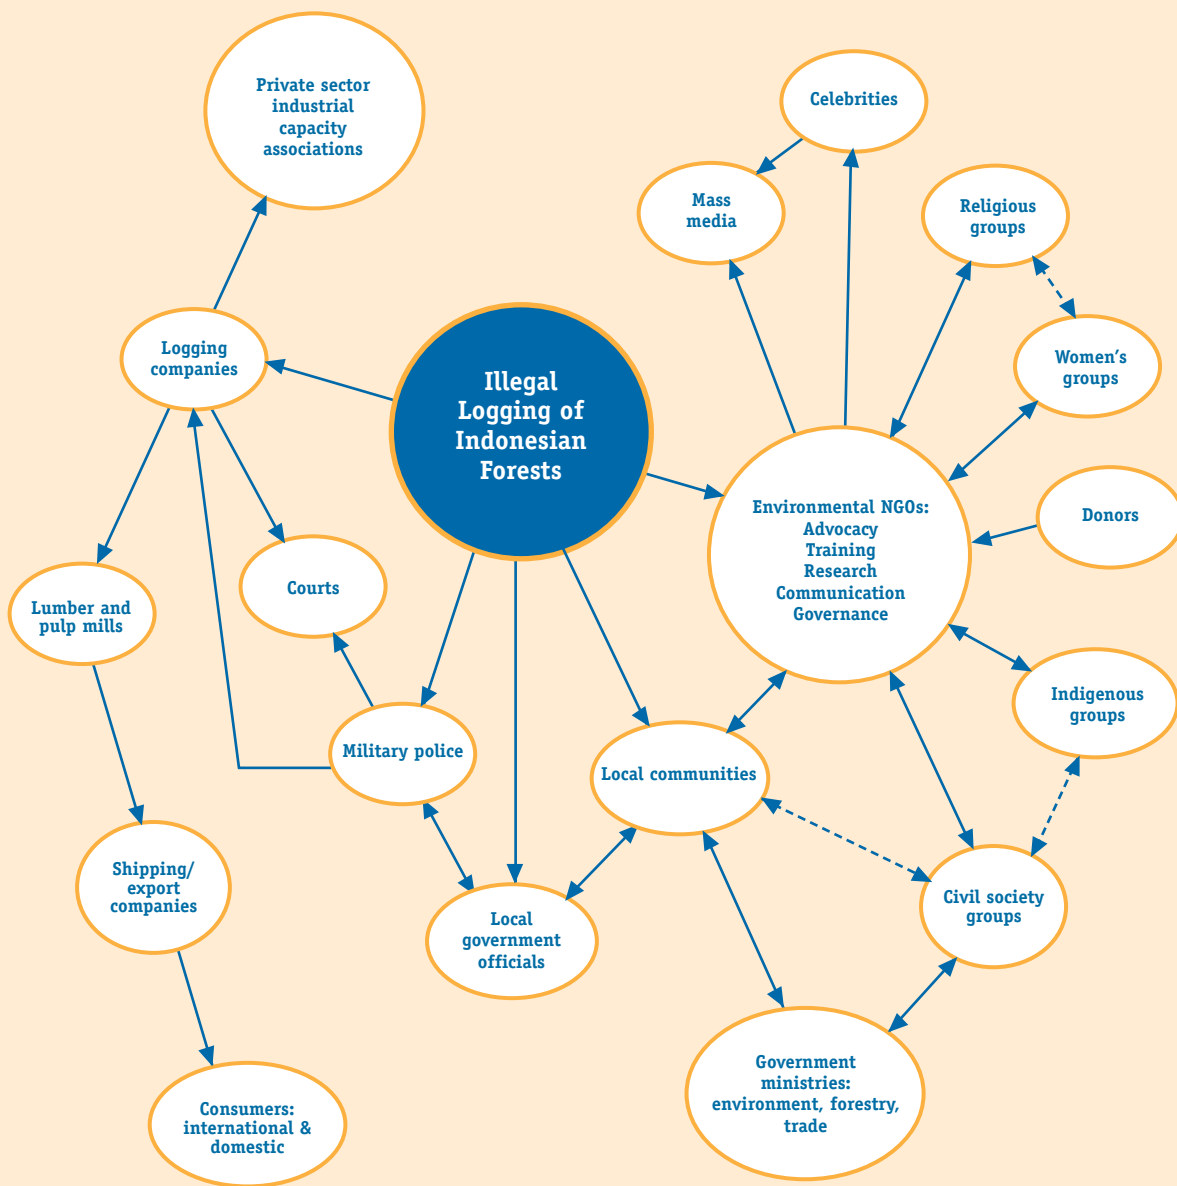 Private sector
industrial
capacity
associations
Celebrities
Mass
media
Religious
groups
Logging
companies
Women's
groups
Illegal
Logging of
Indonesian
Forests
Environmental NGOs:
Advocacy
Training
Research
Communication
Governance
Donors
Courts
Lumber and
pulp mills
Indigenous
groups
Military police
Local communities
Shipping/
export
companies
Civil society
groups
Local
government
officials
Government
ministries:
environment, forestry,
trade
Consumers:
international &
domestic